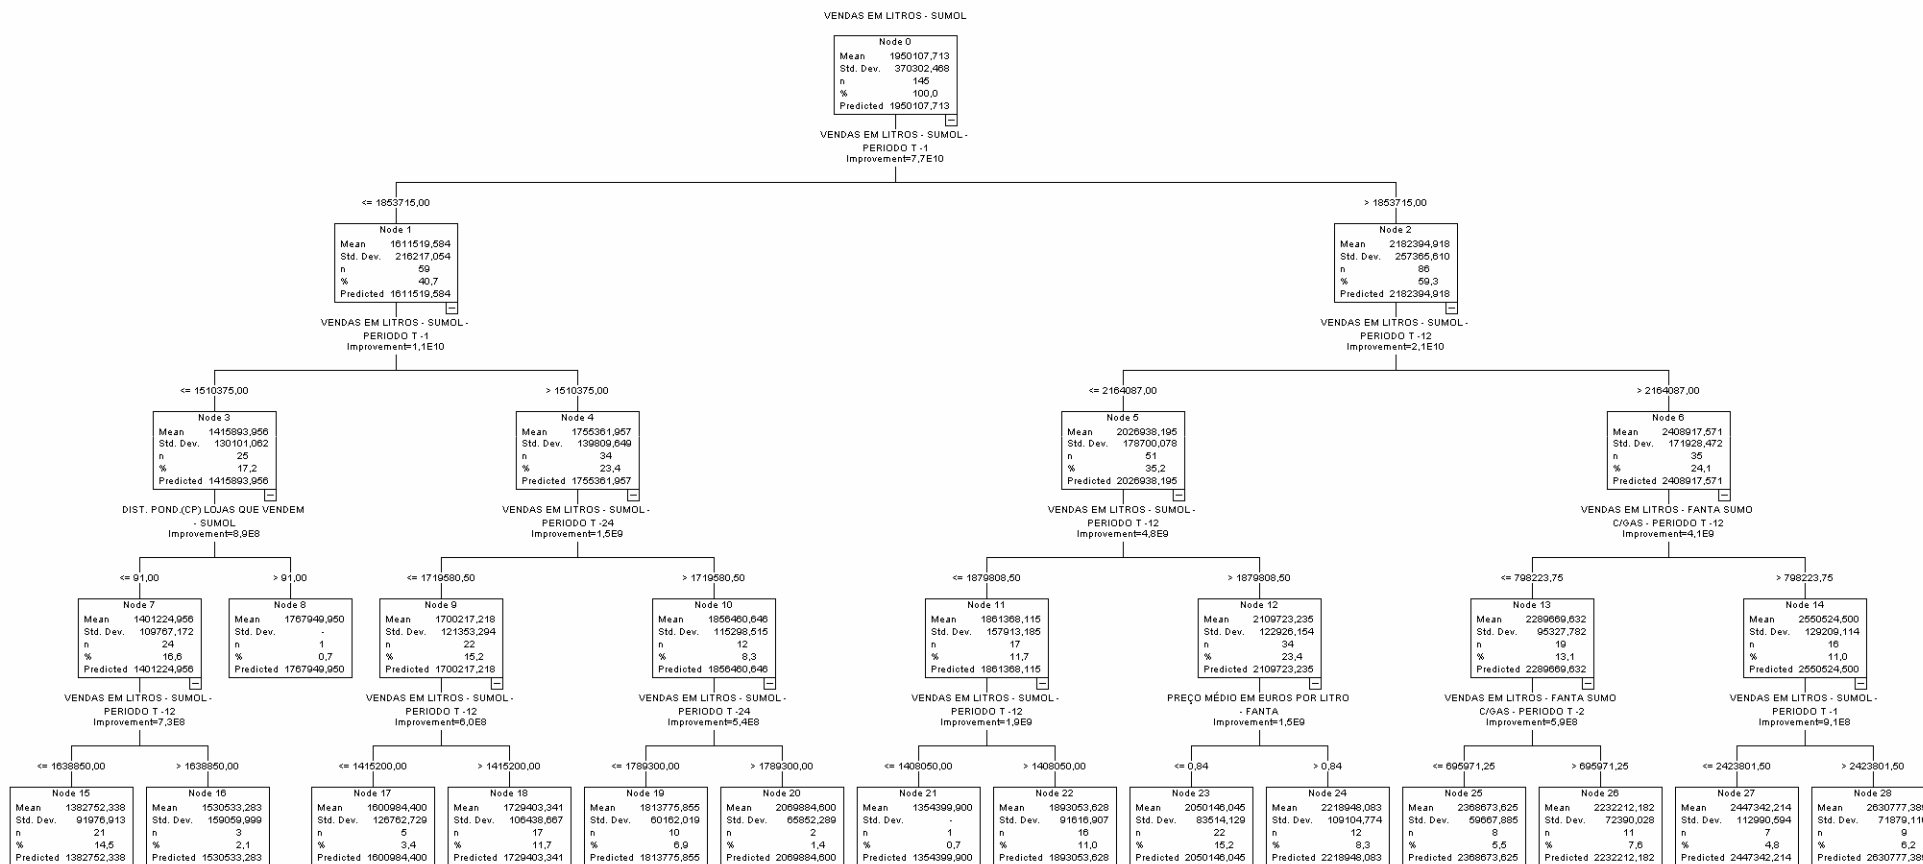 VENDAS EM LITROS - SUMOL
Node 0
Mean 1950107,713
Std. Dev. 370302,468
n 145
% 100,0
Predicted 1950107,713
VENDAS EM LITROS - SUMOL -
PERIODO T -1
Improvement=7,7E10
<= 1853715,00
> 1853715,00
Node 1
Mean 1611519,584
Std. Dev. 216217,054
n 59
% 40,7
Predicted 1611519,584
Node 2
Mean 2182394,918
Std. Dev. 257365,610
n 86
% 59,3
Predicted 2182394,918
VENDAS EM LITROS - SUMOL -
PERIODO T -1
Improvement=1,1E10
VENDAS EM LITROS - SUMOL -
PERIODO T -12
Improvement=2,1E10
<= 1510375,00
> 1510375,00
<= 2164087,00
> 2164087,00
Node 3
Mean 1415893,956
Std. Dev. 130101,062
n 25
% 17,2
Predicted 1415893,956
Node 4
Mean 1755361,957
Std. Dev. 139809,649
n 34
% 23,4
Predicted 1755361,957
Node 5
Mean 2026938,195
Std. Dev. 178700,078
n 51
% 35,2
Predicted 2026938,195
Node 6
Mean 2408917,571
Std. Dev. 171928,472
n 35
% 24,1
Predicted 2408917,571
DIST. POND.(CP) LOJAS QUE VENDEM
- SUMOL
Improvement=8,9E8
VENDAS EM LITROS - SUMOL -
PERIODO T -24
Improvement=1,5E9
VENDAS EM LITROS - SUMOL -
PERIODO T -12
Improvement=4,8E9
VENDAS EM LITROS - FANTA SUMO
C/GAS - PERIODO T -12
Improvement=4,1E9
<= 91,00
> 91,00
<= 1719580,50
> 1719580,50
<= 1879808,50
> 1879808,50
<= 798223,75
> 798223,75
Node 7
Mean 1401224,956
Std. Dev. 109767,172
n 24
% 16,6
Predicted 1401224,956
Node 8
Mean 1767949,950
Std. Dev. -
n 1
% 0,7
Predicted 1767949,950
Node 9
Mean 1700217,218
Std. Dev. 121353,294
n 22
% 15,2
Predicted 1700217,218
Node 10
Mean 1856460,646
Std. Dev. 115298,515
n 12
% 8,3
Predicted 1856460,646
Node 11
Mean 1861368,115
Std. Dev. 157913,185
n 17
% 11,7
Predicted 1861368,115
Node 12
Mean 2109723,235
Std. Dev. 122926,154
n 34
% 23,4
Predicted 2109723,235
Node 13
Mean 2289669,632
Std. Dev. 95327,782
n 19
% 13,1
Predicted 2289669,632
Node 14
Mean 2550524,500
Std. Dev. 129209,114
n 16
% 11,0
Predicted 2550524,500
VENDAS EM LITROS - SUMOL -
PERIODO T -12
Improvement=7,3E8
VENDAS EM LITROS - SUMOL -
PERIODO T -12
Improvement=6,0E8
VENDAS EM LITROS - SUMOL -
PERIODO T -24
Improvement=5,4E8
VENDAS EM LITROS - SUMOL -
PERIODO T -12
Improvement=1,9E9
PREÇO MÉDIO EM EUROS POR LITRO
- FANTA
Improvement=1,5E9
VENDAS EM LITROS - FANTA SUMO
C/GAS - PERIODO T -2
Improvement=5,9E8
VENDAS EM LITROS - SUMOL -
PERIODO T -1
Improvement=9,1E8
<= 1638850,00
> 1638850,00
<= 1415200,00
> 1415200,00
<= 1789300,00
> 1789300,00
<= 1408050,00
> 1408050,00
<= 0,84
> 0,84
<= 695971,25
> 695971,25
<= 2423801,50
> 2423801,50
Node 15
Mean 1382752,338
Std. Dev. 91976,913
n 21
% 14,5
Predicted 1382752,338
Node 16
Mean 1530533,283
Std. Dev. 159059,999
n 3
% 2,1
Predicted 1530533,283
Node 17
Mean 1600984,400
Std. Dev. 126762,729
n 5
% 3,4
Predicted 1600984,400
Node 18
Mean 1729403,341
Std. Dev. 106438,667
n 17
% 11,7
Predicted 1729403,341
Node 19
Mean 1813775,855
Std. Dev. 60162,019
n 10
% 6,9
Predicted 1813775,855
Node 20
Mean 2069884,600
Std. Dev. 65852,289
n 2
% 1,4
Predicted 2069884,600
Node 21
Mean 1354399,900
Std. Dev. -
n 1
% 0,7
Predicted 1354399,900
Node 22
Mean 1893053,628
Std. Dev. 91616,907
n 16
% 11,0
Predicted 1893053,628
Node 23
Mean 2050146,045
Std. Dev. 83514,129
n 22
% 15,2
Predicted 2050146,045
Node 24
Mean 2218948,083
Std. Dev. 109104,774
n 12
% 8,3
Predicted 2218948,083
Node 25
Mean 2368673,625
Std. Dev. 59667,885
n 8
% 5,5
Predicted 2368673,625
Node 26
Mean 2232212,182
Std. Dev. 72390,028
n 11
% 7,6
Predicted 2232212,182
Node 27
Mean 2447342,214
Std. Dev. 112990,594
n 7
% 4,8
Predicted 2447342,214
Node 28
Mean 2630777,389
Std. Dev. 71879,116
n 9
% 6,2
Predicted 2630777,389